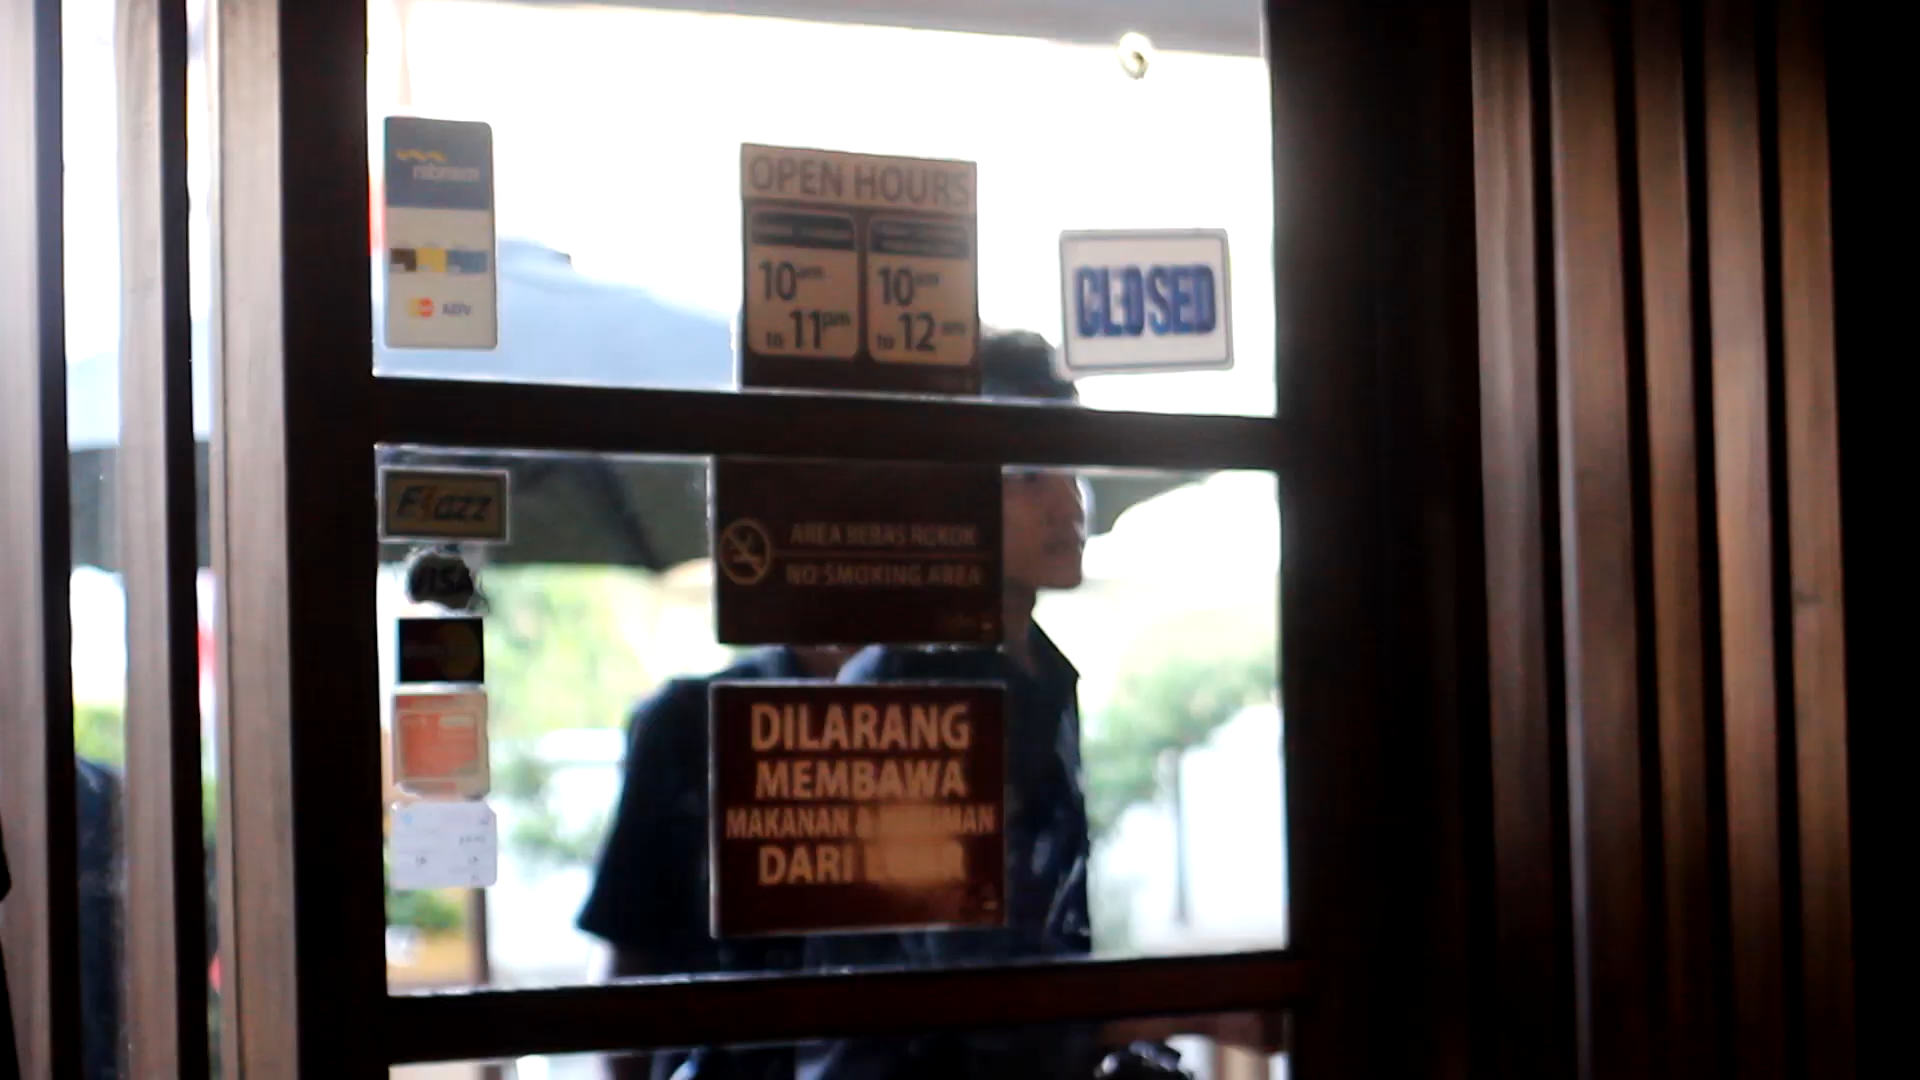 OPEN HOURS
10am
to 11pm
10am
to 12am
CLOSED
Flazz
VISA
AREA BEBAS ROKOK
NO SMOKING AREA
DILARANG
MEMBAWA
MAKANAN &
DARI